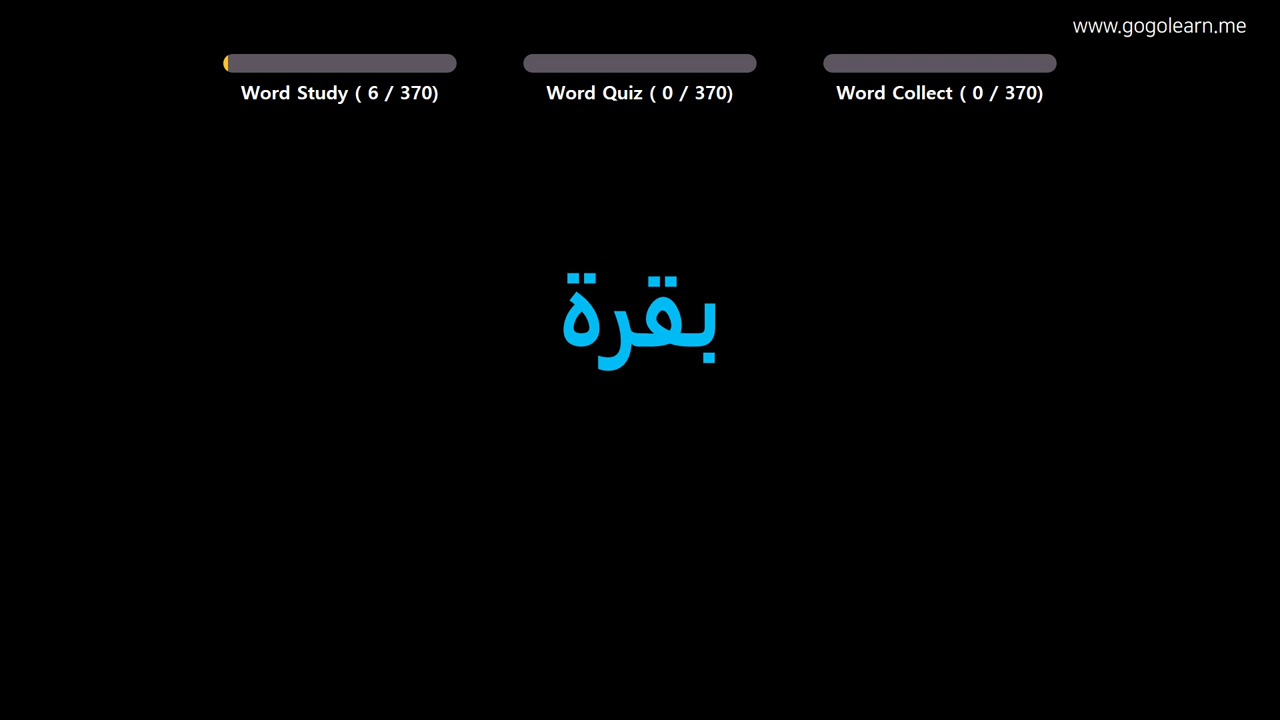 www.gogolearn.me
Word Study ( 6 / 370)
Word Quiz ( 0 / 370)
Word Collect ( 0 / 370)
بقرة